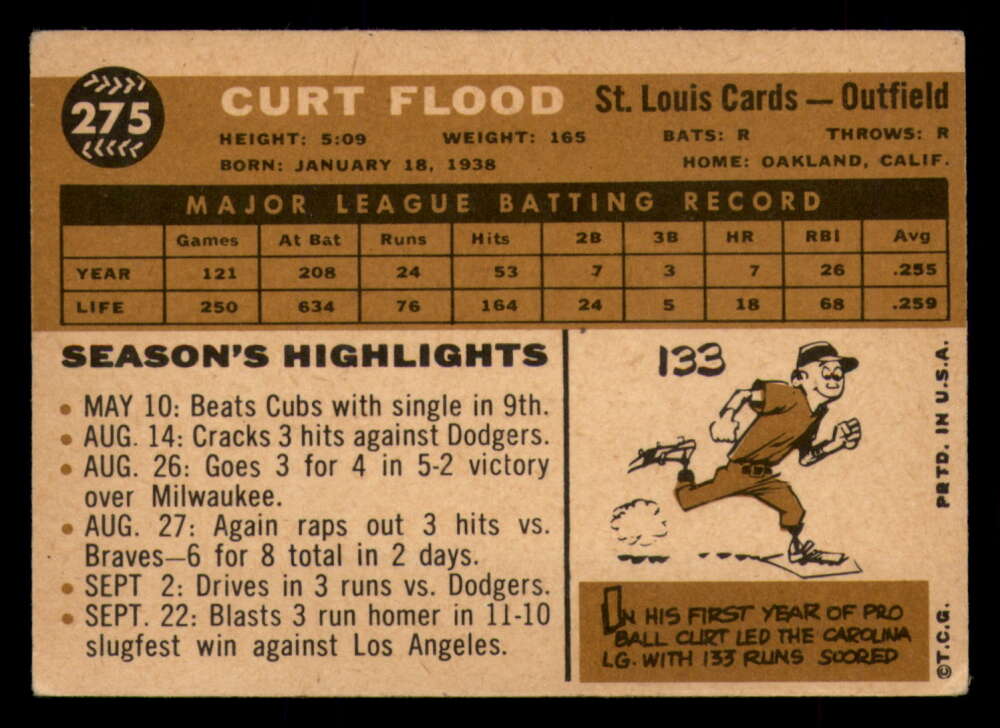 275
CURT FLOOD St. Louis Cards — Outfield
HEIGHT: 5:09 WEIGHT: 165 BATS: R THROWS: R
BORN: JANUARY 18, 1938 HOME: OAKLAND, CALIF.
MAJOR LEAGUE BATTING RECORD
Games At Bat Runs Hits 2B 3B HR RBI Avg
YEAR 121 208 24 53 7 3 7 26 .255
LIFE 250 634 76 164 24 5 18 68 .259
SEASON'S HIGHLIGHTS
• MAY 10: Beats Cubs with single in 9th.
• AUG. 14: Cracks 3 hits against Dodgers.
• AUG. 26: Goes 3 for 4 in 5-2 victory
over Milwaukee.
• AUG. 27: Again raps out 3 hits vs.
Braves—6 for 8 total in 2 days.
• SEPT 2: Drives in 3 runs vs. Dodgers.
• SEPT. 22: Blasts 3 run homer in 11-10
slugfest win against Los Angeles.
133
IN HIS FIRST YEAR OF PRO
BALL CURT LED THE CAROLINA
LG. WITH 133 RUNS SCORED
PRTD. IN U.S.A.
©T.C.G.